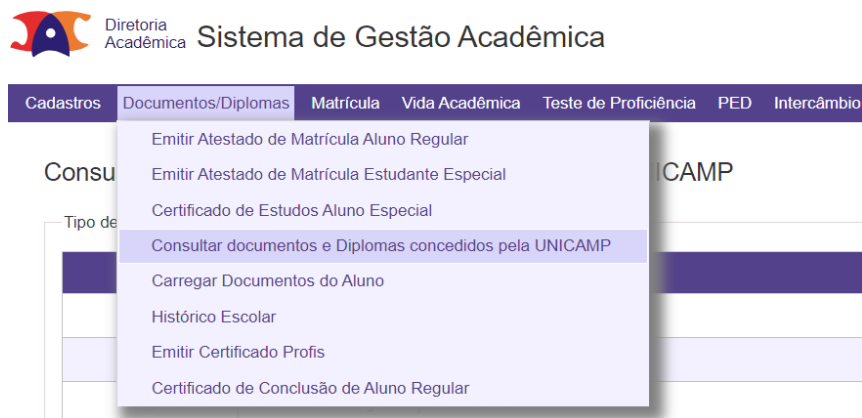 Diretoria
Acadêmica Sistema de Gestão Acadêmica
Cadastros Documentos/Diplomas Matrícula Vida Acadêmica Teste de Proficiência PED Intercâmbio
Emitir Atestado de Matrícula Aluno Regular
Consu ICAMP
Emitir Atestado de Matrícula Estudante Especial
Certificado de Estudos Aluno Especial
Tipo de
Consultar documentos e Diplomas concedidos pela UNICAMP
Carregar Documentos do Aluno
Histórico Escolar
Emitir Certificado Profis
Certificado de Conclusão de Aluno Regular